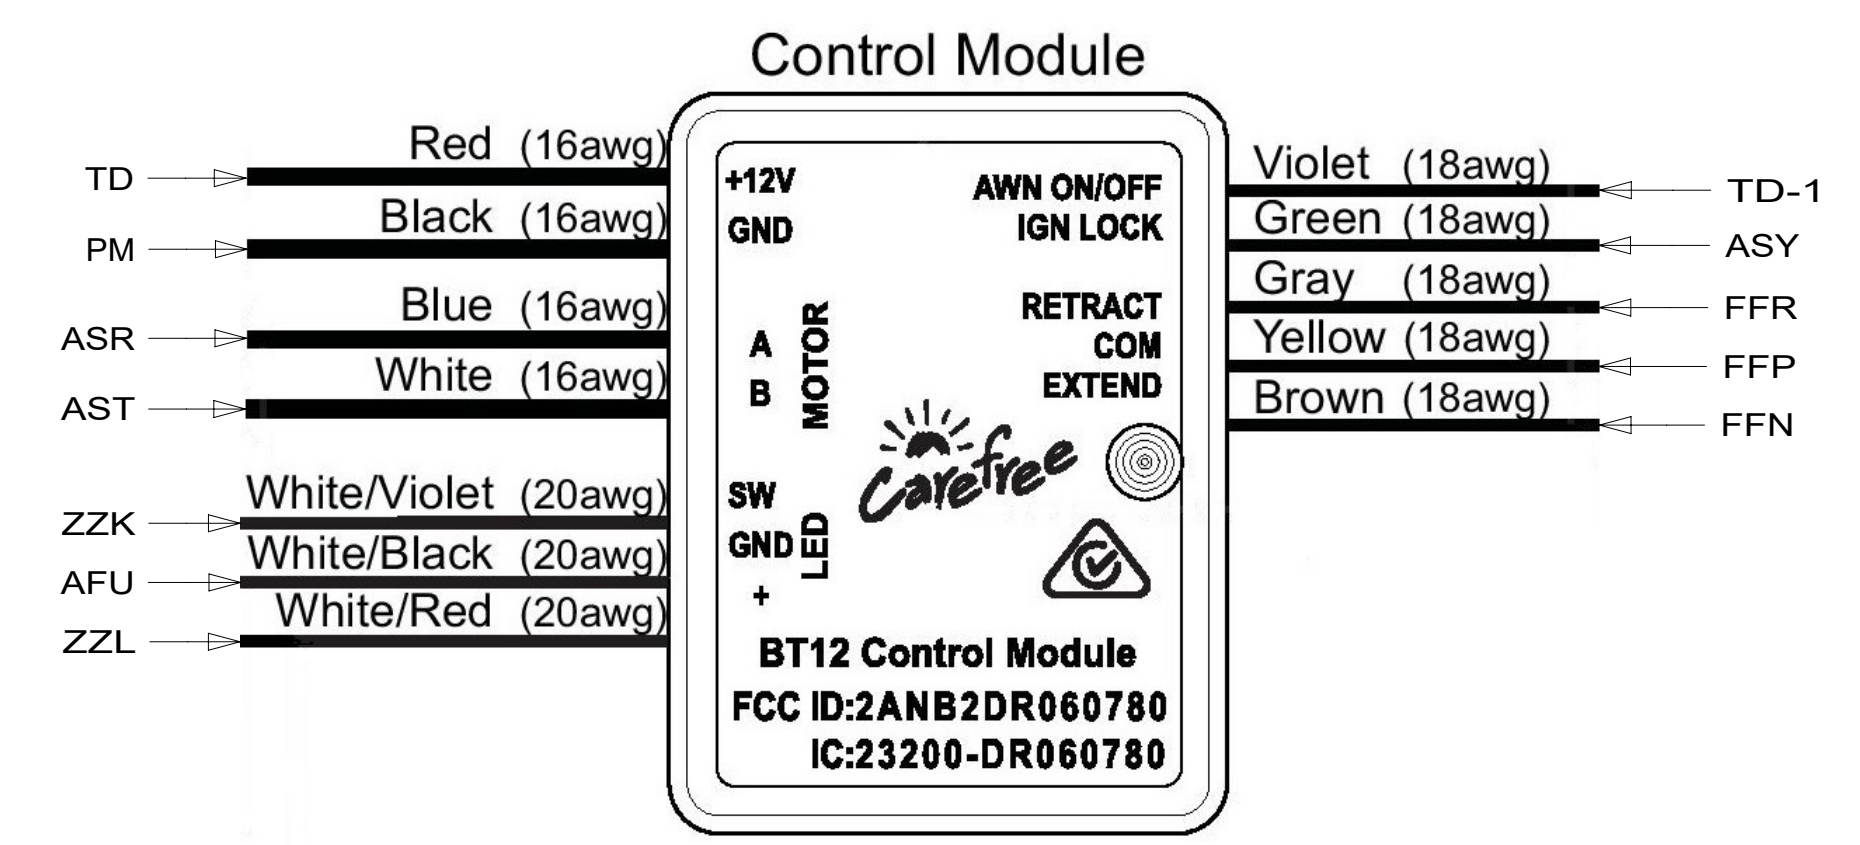 Control Module
TD
Red (16awg)
PM
Black (16awg)
ASR
Blue (16awg)
AST
White (16awg)
ZZK
White/Violet (20awg)
AFU
White/Black (20awg)
ZZL
White/Red (20awg)
+12V
GND
A
B
MOTOR
SW
GND
+
LED
AWN ON/OFF
IGN LOCK
RETRACT
COM
EXTEND
Carefree
BT12 Control Module
FCC ID:2ANB2DR060780
IC:23200-DR060780
Violet (18awg)
TD-1
Green (18awg)
ASY
Gray (18awg)
FFR
Yellow (18awg)
FFP
Brown (18awg)
FFN